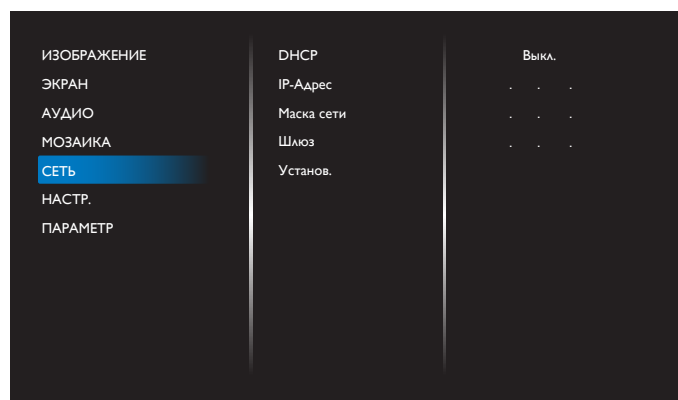 ИЗОБРАЖЕНИЕ
ЭКРАН
АУДИО
МОЗАИКА
СЕТЬ
НАСТР.
ПАРАМЕТР
DHCP
IP-Адрес
Маска сети
Шлюз
Установ.
Выкл.
. . .
. . .
. . .